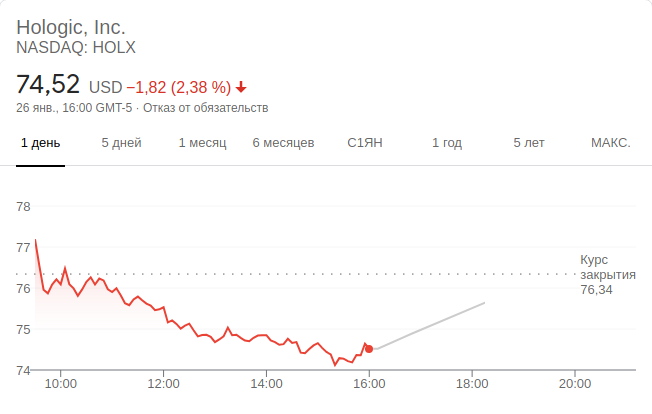 Hologic, Inc.
NASDAQ: HOLX
74,52 USD −1,82 (2,38 %)
26 янв., 16:00 GMT-5 · Отказ от обязательств
1 день 5 дней 1 месяц 6 месяцев С1ЯН 1 год 5 лет МАКС.
78
77
Курс
закрытия
76,34
76
75
74
10:00 12:00 14:00 16:00 18:00 20:00